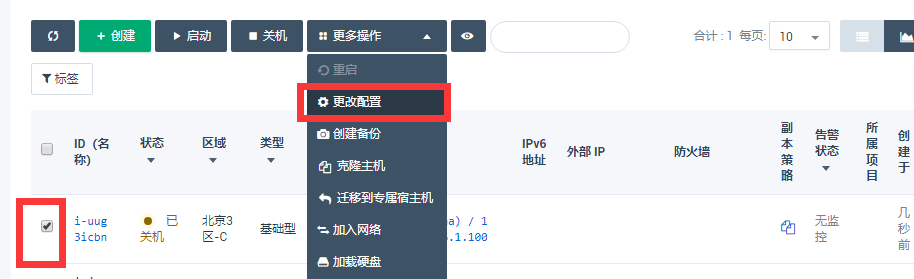 创建
启动
关机
更多操作
合计 : 1 每页:
10
标签
重启
更改配置
创建备份
克隆主机
迁移到专属宿主机
加入网络
加载硬盘
ID（名
称）
状态
区域
类型
IPv6
地址
外部 IP
防火墙
副
本
策
略
告警
状态
所
属
项
目
创
建
于
i-uug
3icbn
已
关机
北京3
区-C
基础型
a) / 1
.1.100
无监
控
几
秒
前